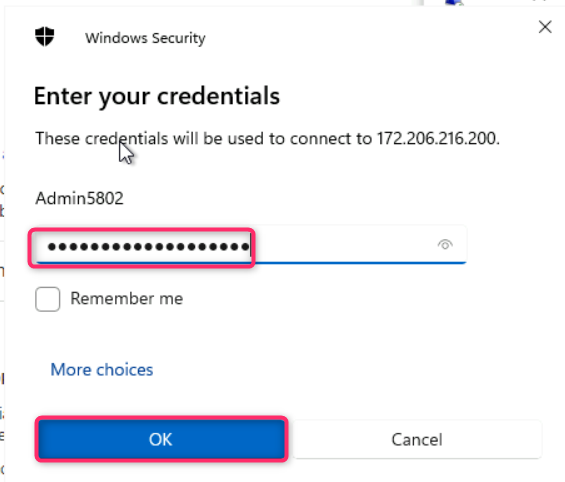 Windows Security
Enter your credentials
These credentials will be used to connect to 172.206.216.200.
Admin5802
●●●●●●●●●●●●●●●●●●●
Remember me
More choices
OK
Cancel